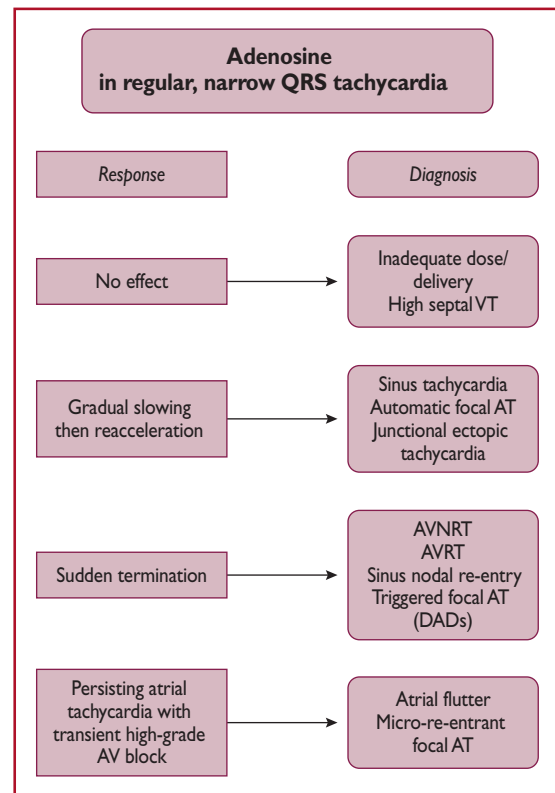 Adenosine
in regular, narrow QRS tachycardia
Response
Diagnosis
No effect
Inadequate dose/
delivery
High septal VT
Gradual slowing
then reacceleration
Sinus tachycardia
Automatic focal AT
Junctional ectopic
tachycardia
Sudden termination
AVNRT
AVRT
Sinus nodal re-entry
Triggered focal AT
(DADs)
Persisting atrial
tachycardia with
transient high-grade
AV block
Atrial flutter
Micro-re-entrant
focal AT